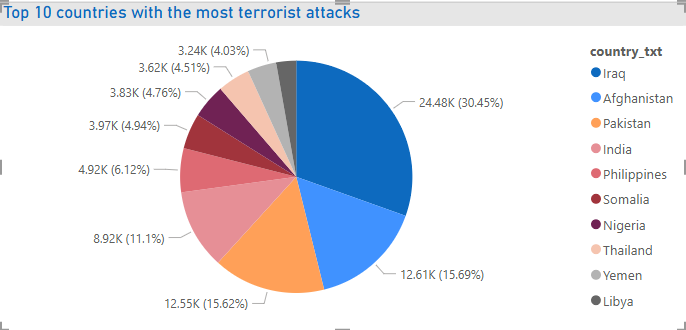 Top 10 countries with the most terrorist attacks
3.24K (4.03%)
3.62K (4.51%)
3.83K (4.76%)
3.97K (4.94%)
4.92K (6.12%)
8.92K (11.1%)
12.55K (15.62%)
12.61K (15.69%)
24.48K (30.45%)
country_txt
Iraq
Afghanistan
Pakistan
India
Philippines
Somalia
Nigeria
Thailand
Yemen
Libya